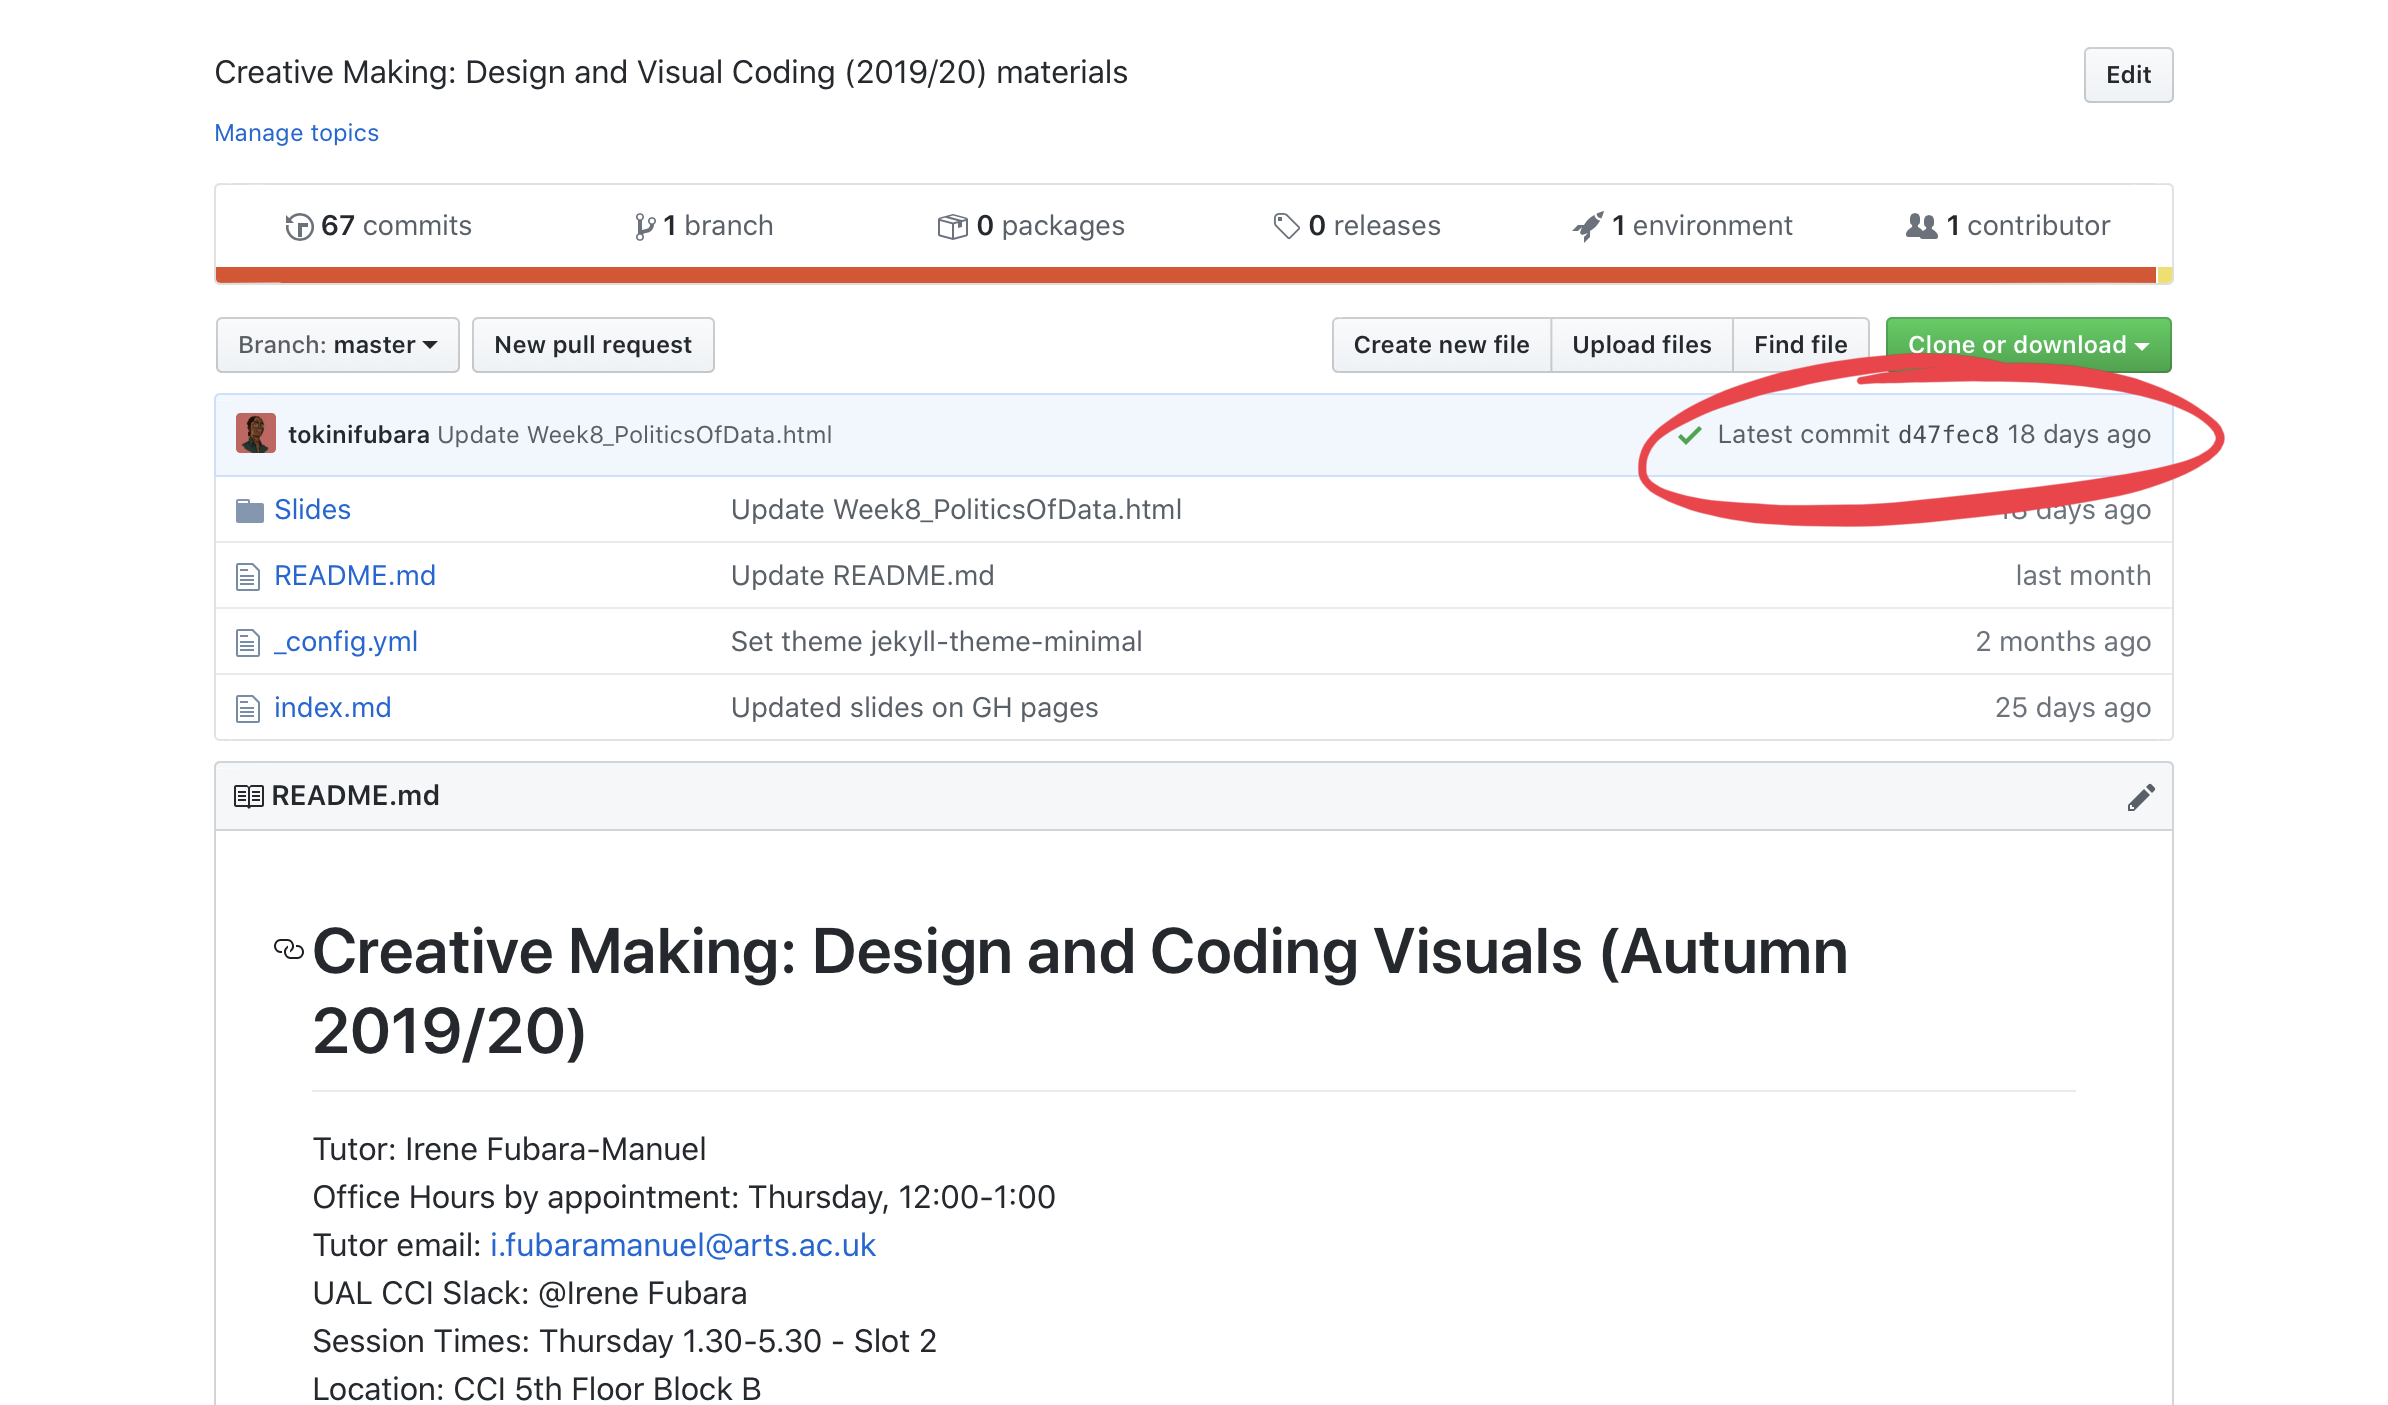 Creative Making: Design and Visual Coding (2019/20) materials
Edit
Manage topics
67 commits
1 branch
0 packages
0 releases
1 environment
1 contributor
Branch: master
New pull request
Create new file
Upload files
Find file
Clone or download
tokinifubara Update Week8_PoliticsOfData.html
Latest commit d47fec8 18 days ago
Slides
Update Week8_PoliticsOfData.html
18 days ago
README.md
Update README.md
last month
_config.yml
Set theme jekyll-theme-minimal
2 months ago
index.md
Updated slides on GH pages
25 days ago
README.md
Creative Making: Design and Coding Visuals (Autumn
2019/20)
Tutor: Irene Fubara-Manuel
Office Hours by appointment: Thursday, 12:00-1:00
Tutor email: i.fubaramanuel@arts.ac.uk
UAL CCI Slack: @Irene Fubara
Session Times: Thursday 1.30-5.30 - Slot 2
Location: CCI 5th Floor Block B